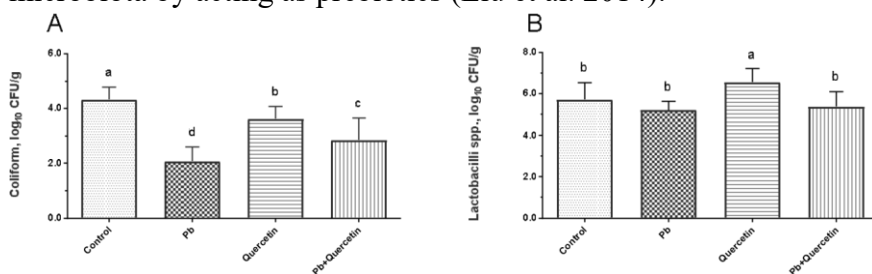 microbiota by acting as prebiotics (Liu et al. 2014).
A
Coliform, log10 CFU/g
6.0
4.0
2.0
0.0
a
d
b
c
Control
Pb
Quercetin
Pb+Quercetin
B
Lactobacilli spp., log10 CFU/g
8.0
6.0
4.0
2.0
0.0
b
b
a
b
Control
Pb
Quercetin
Pb+Quercetin